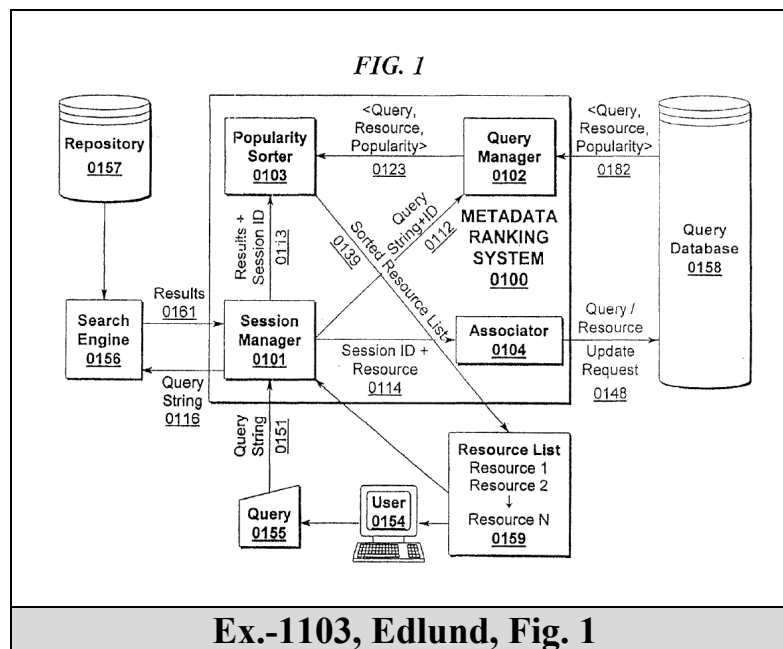 FIG. 1
Repository
0157
Popularity
Sorter
0103
<Query,
Resource,
Popularity>
0123
Query
Manager
0102
<Query,
Resource,
Popularity>
0182
Query
Database
0158
Results +
Session ID
0113
Sorted Resource List
0139
Query
String+ID
0112
METADATA
RANKING
SYSTEM
0100
Results
0161
Search
Engine
0156
Session
Manager
0101
Associator
0104
Query /
Resource
Update
Request
0148
Session ID +
Resource
0114
Query
String
0116
Query
String
0151
Query
0155
User
0154
Resource List
Resource 1
Resource 2
Resource N
0159
Ex.-1103, Edlund, Fig. 1